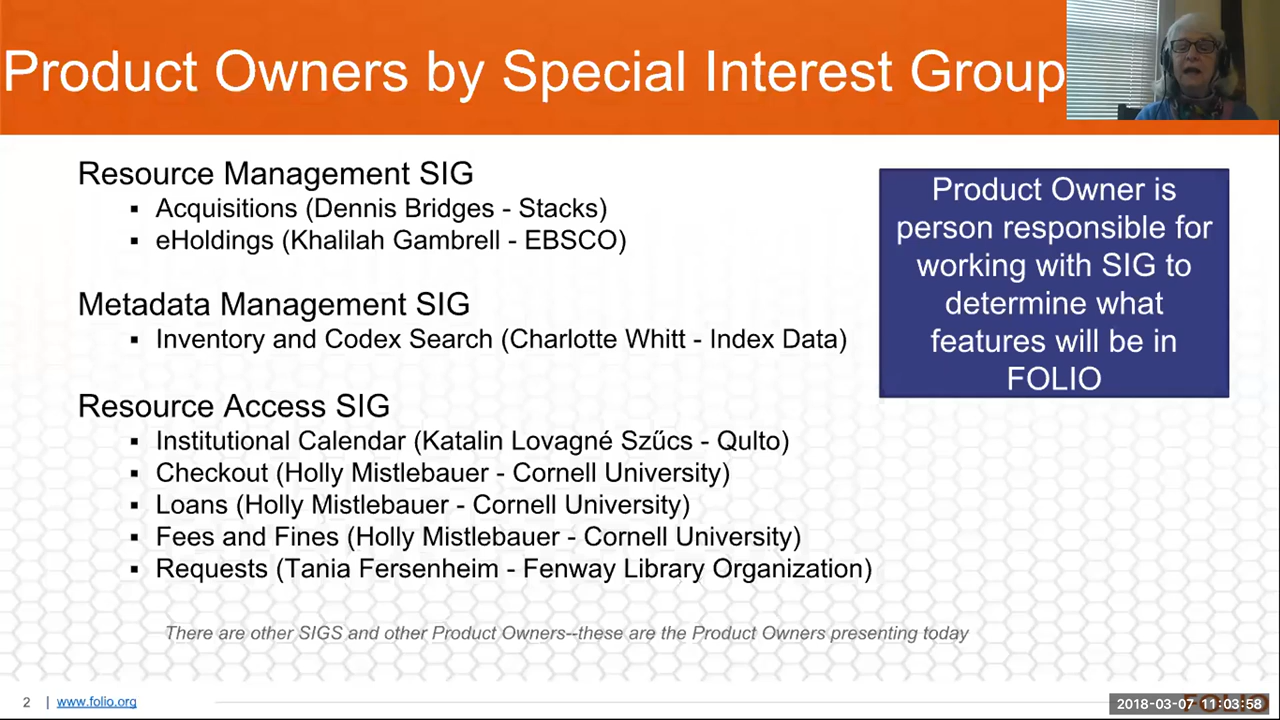 Product Owners by Special Interest Group
Resource Management SIG
▪ Acquisitions (Dennis Bridges - Stacks)
▪ eHoldings (Khalilah Gambrell - EBSCO)
Metadata Management SIG
▪ Inventory and Codex Search (Charlotte Whitt - Index Data)
Resource Access SIG
▪ Institutional Calendar (Katalin Lovagné Szűcs - Qulto)
▪ Checkout (Holly Mistlebauer - Cornell University)
▪ Loans (Holly Mistlebauer - Cornell University)
▪ Fees and Fines (Holly Mistlebauer - Cornell University)
▪ Requests (Tania Fersenheim - Fenway Library Organization)
Product Owner is
person responsible for
working with SIG to
determine what
features will be in
FOLIO
There are other SIGS and other Product Owners--these are the Product Owners presenting today
2 | www.folio.org
FOLIO
2018-03-07 11:03:58